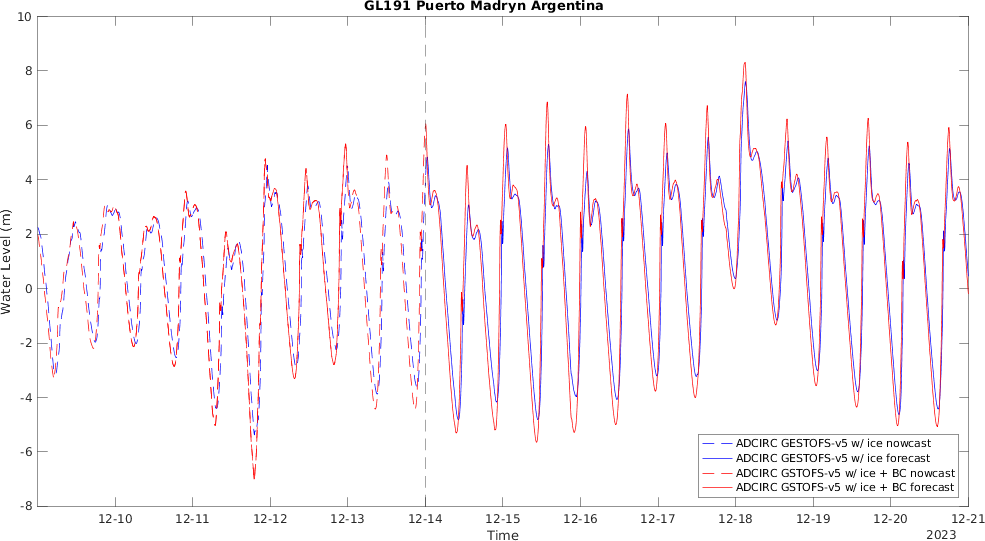 GL191 Puerto Madryn Argentina
10
8
6
4
2
0
-2
-4
-6
-8
Water Level (m)
ADCIRC GESTOFS-v5 w/ ice nowcast
ADCIRC GESTOFS-v5 w/ ice forecast
ADCIRC GSTOFS-v5 w/ ice + BC nowcast
ADCIRC GSTOFS-v5 w/ ice + BC forecast
12-10 12-11 12-12 12-13 12-14 12-15 12-16 12-17 12-18 12-19 12-20 12-21
Time
2023